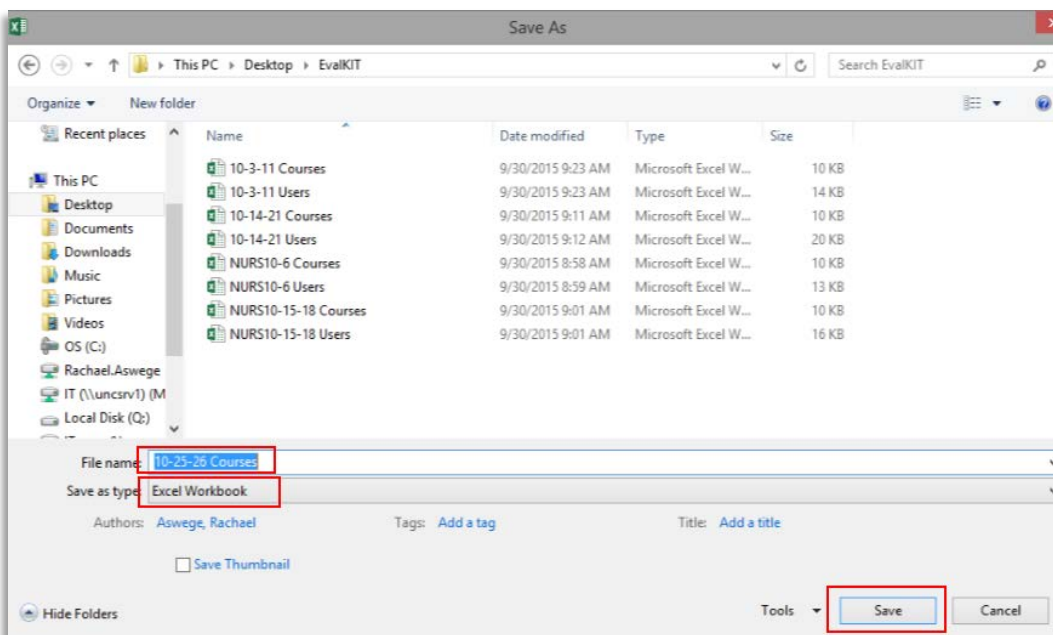 Save As
This PC Desktop EvalKIT
Search EvalKIT
Organize New folder
Recent places
This PC
Desktop
Documents
Downloads
Music
Pictures
Videos
OS (C:)
Rachael.Aswege
IT (\\uncsrv1) (M
Local Disk (Q:)
Name Date modified Type Size
10-3-11 Courses 9/30/2015 9:23 AM Microsoft Excel W... 10 KB
10-3-11 Users 9/30/2015 9:23 AM Microsoft Excel W... 14 KB
10-14-21 Courses 9/30/2015 9:11 AM Microsoft Excel W... 10 KB
10-14-21 Users 9/30/2015 9:12 AM Microsoft Excel W... 20 KB
NURS10-6 Courses 9/30/2015 8:58 AM Microsoft Excel W... 10 KB
NURS10-6 Users 9/30/2015 8:59 AM Microsoft Excel W... 13 KB
NURS10-15-18 Courses 9/30/2015 9:01 AM Microsoft Excel W... 10 KB
NURS10-15-18 Users 9/30/2015 9:01 AM Microsoft Excel W... 16 KB
File name: 10-25-26 Courses
Save as type: Excel Workbook
Authors: Aswege, Rachael Tags: Add a tag Title: Add a title
Save Thumbnail
Hide Folders Tools Save Cancel